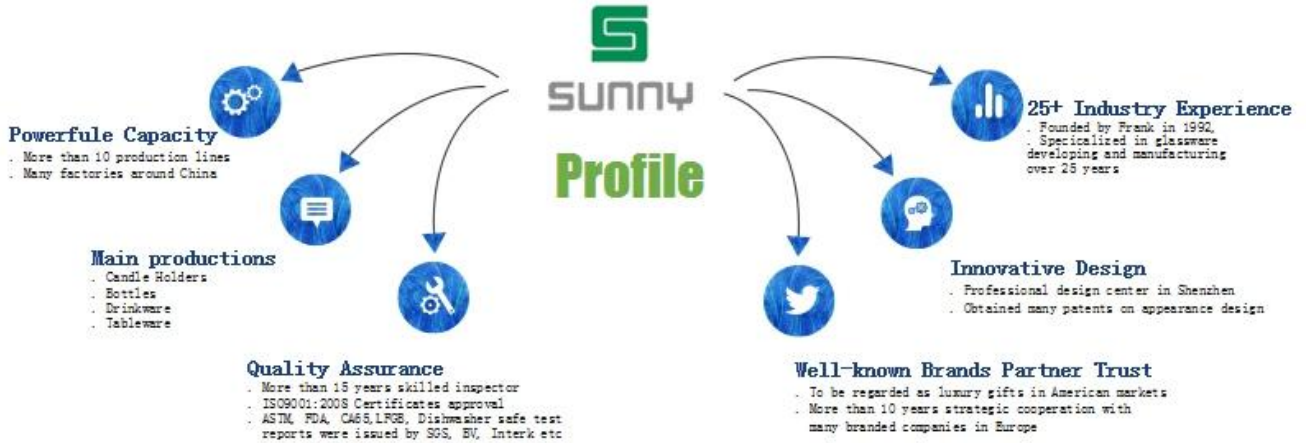 SUNNY
Profile
Powerfule Capacity
. More than 10 production lines
. Many factories around China
Main productions
. Candle Holders
. Bottles
. Drinkware
. Tableware
Quality Assurance
. More than 15 years skilled inspector
. ISO9001:2008 Certificates approval
. ASTM, FDA, CA65,LFGB, Dishwasher safe test
reports were issued by SGS, BV, Interk etc
25+ Industry Experience
. Founded by Frank in 1992,
. Specicalized in glassware
developing and manufacturing
over 25 years
Innovative Design
. Professional design center in Shenzhen
. Obtained many patents on appearance design
Well-known Brands Partner Trust
. To be regarded as luxury gifts in American markets
. More than 10 years strategic cooperation with
many branded companies in Europe